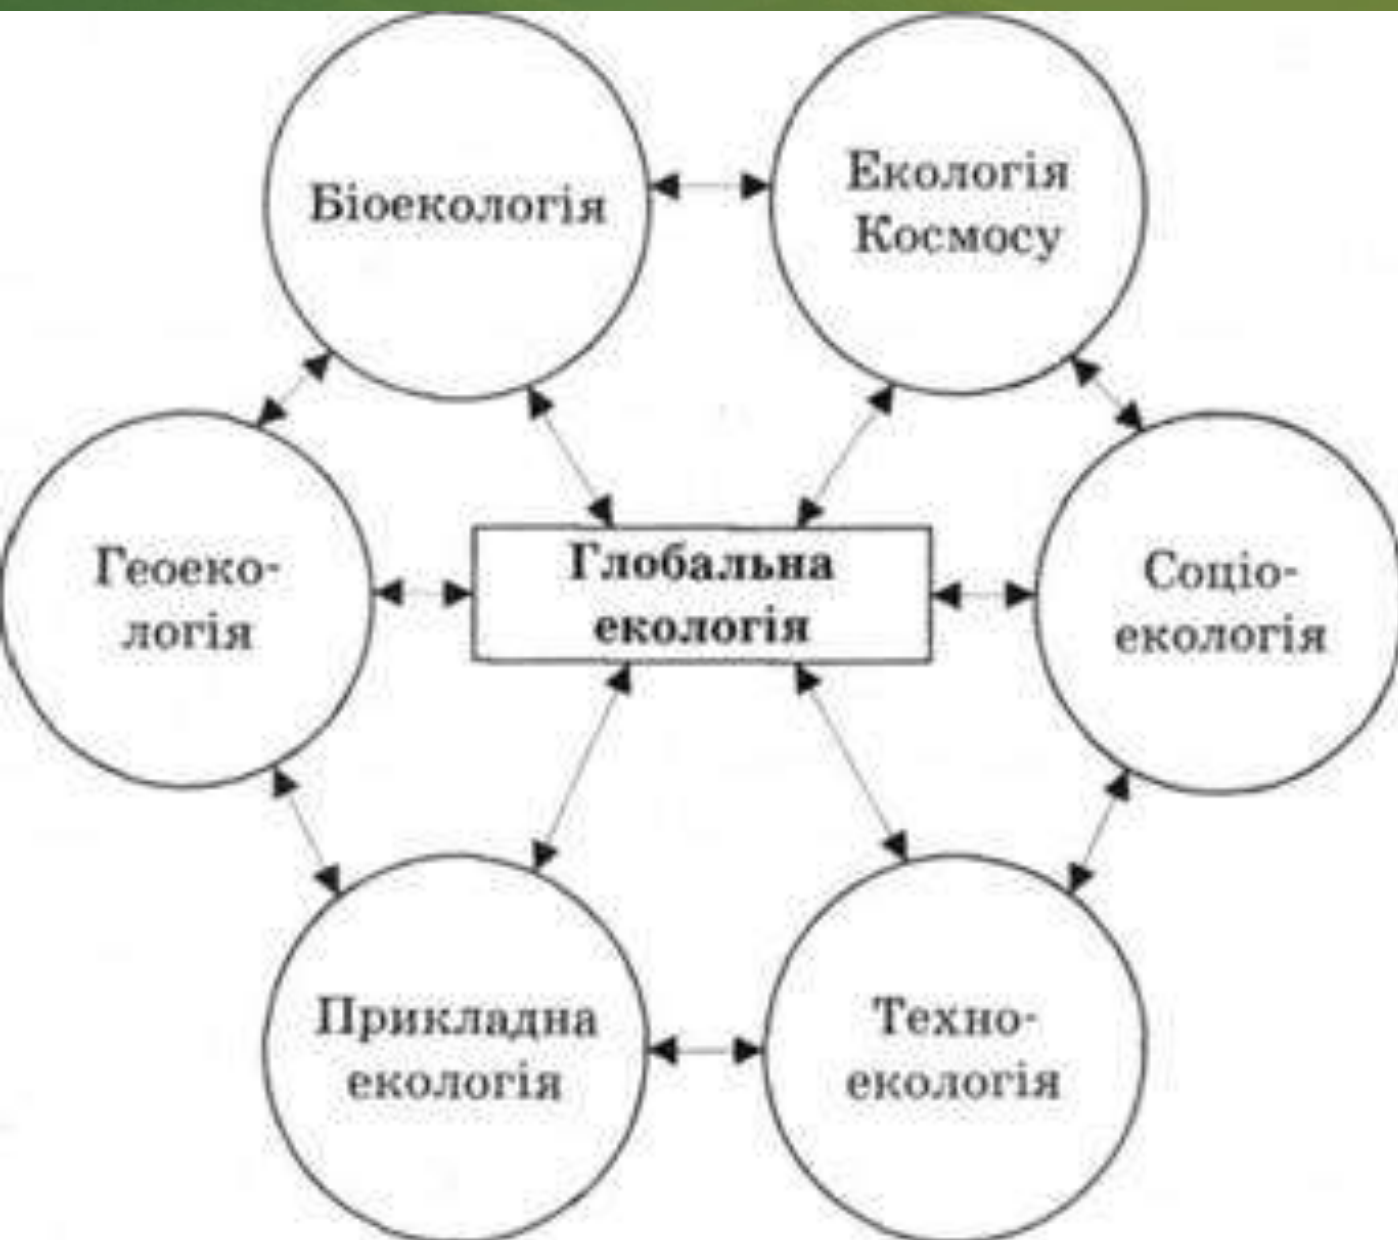 Біоекологія
Екологія
Космосу
Геоеко-
логія
Глобальна
екологія
Соціо-
екологія
Прикладна
екологія
Техно-
екологія